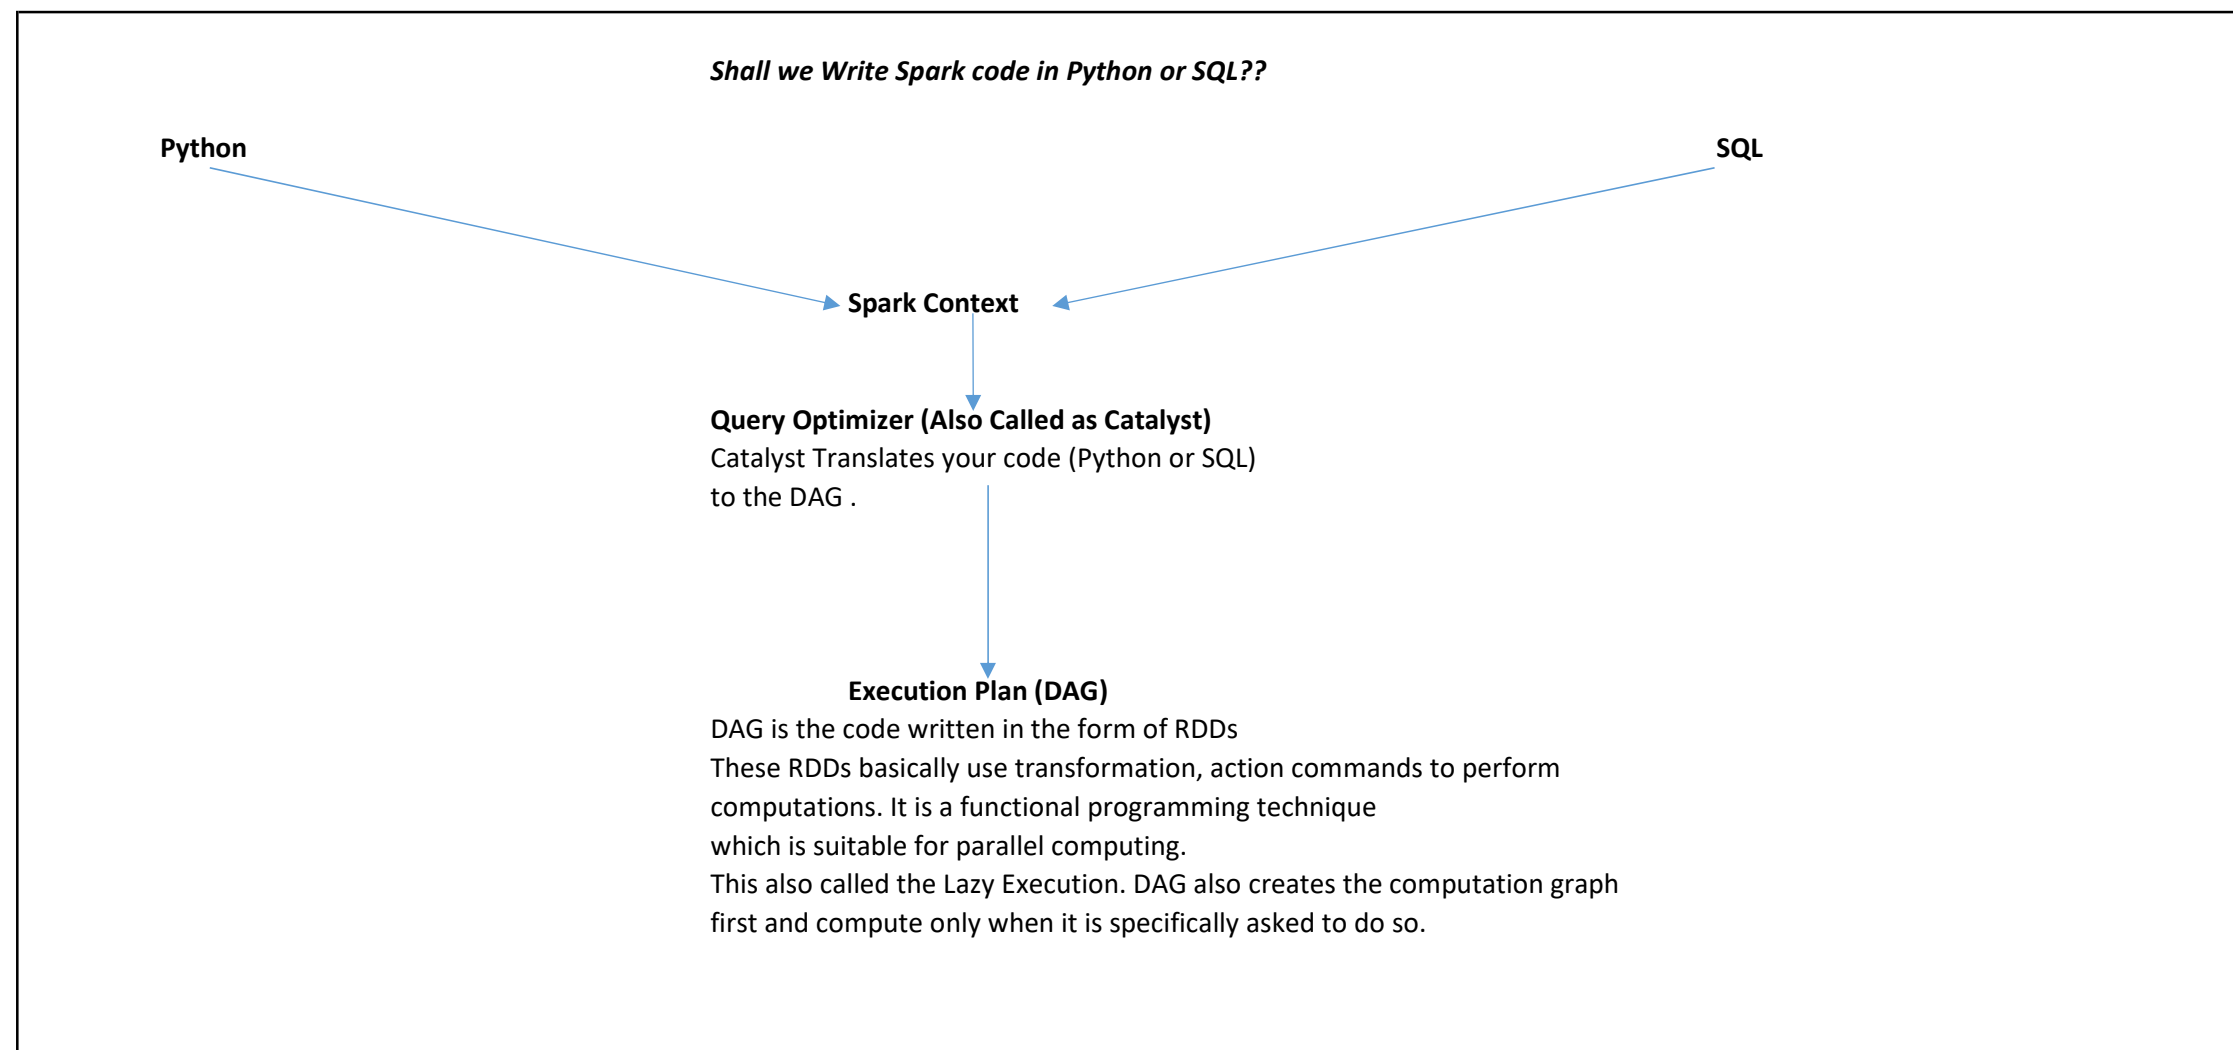 Shall we Write Spark code in Python or SQL??
Python
SQL
Spark Context
Query Optimizer (Also Called as Catalyst)
Catalyst Translates your code (Python or SQL)
to the DAG .
Execution Plan (DAG)
DAG is the code written in the form of RDDs
These RDDs basically use transformation, action commands to perform
computations. It is a functional programming technique
which is suitable for parallel computing.
This also called the Lazy Execution. DAG also creates the computation graph
first and compute only when it is specifically asked to do so.